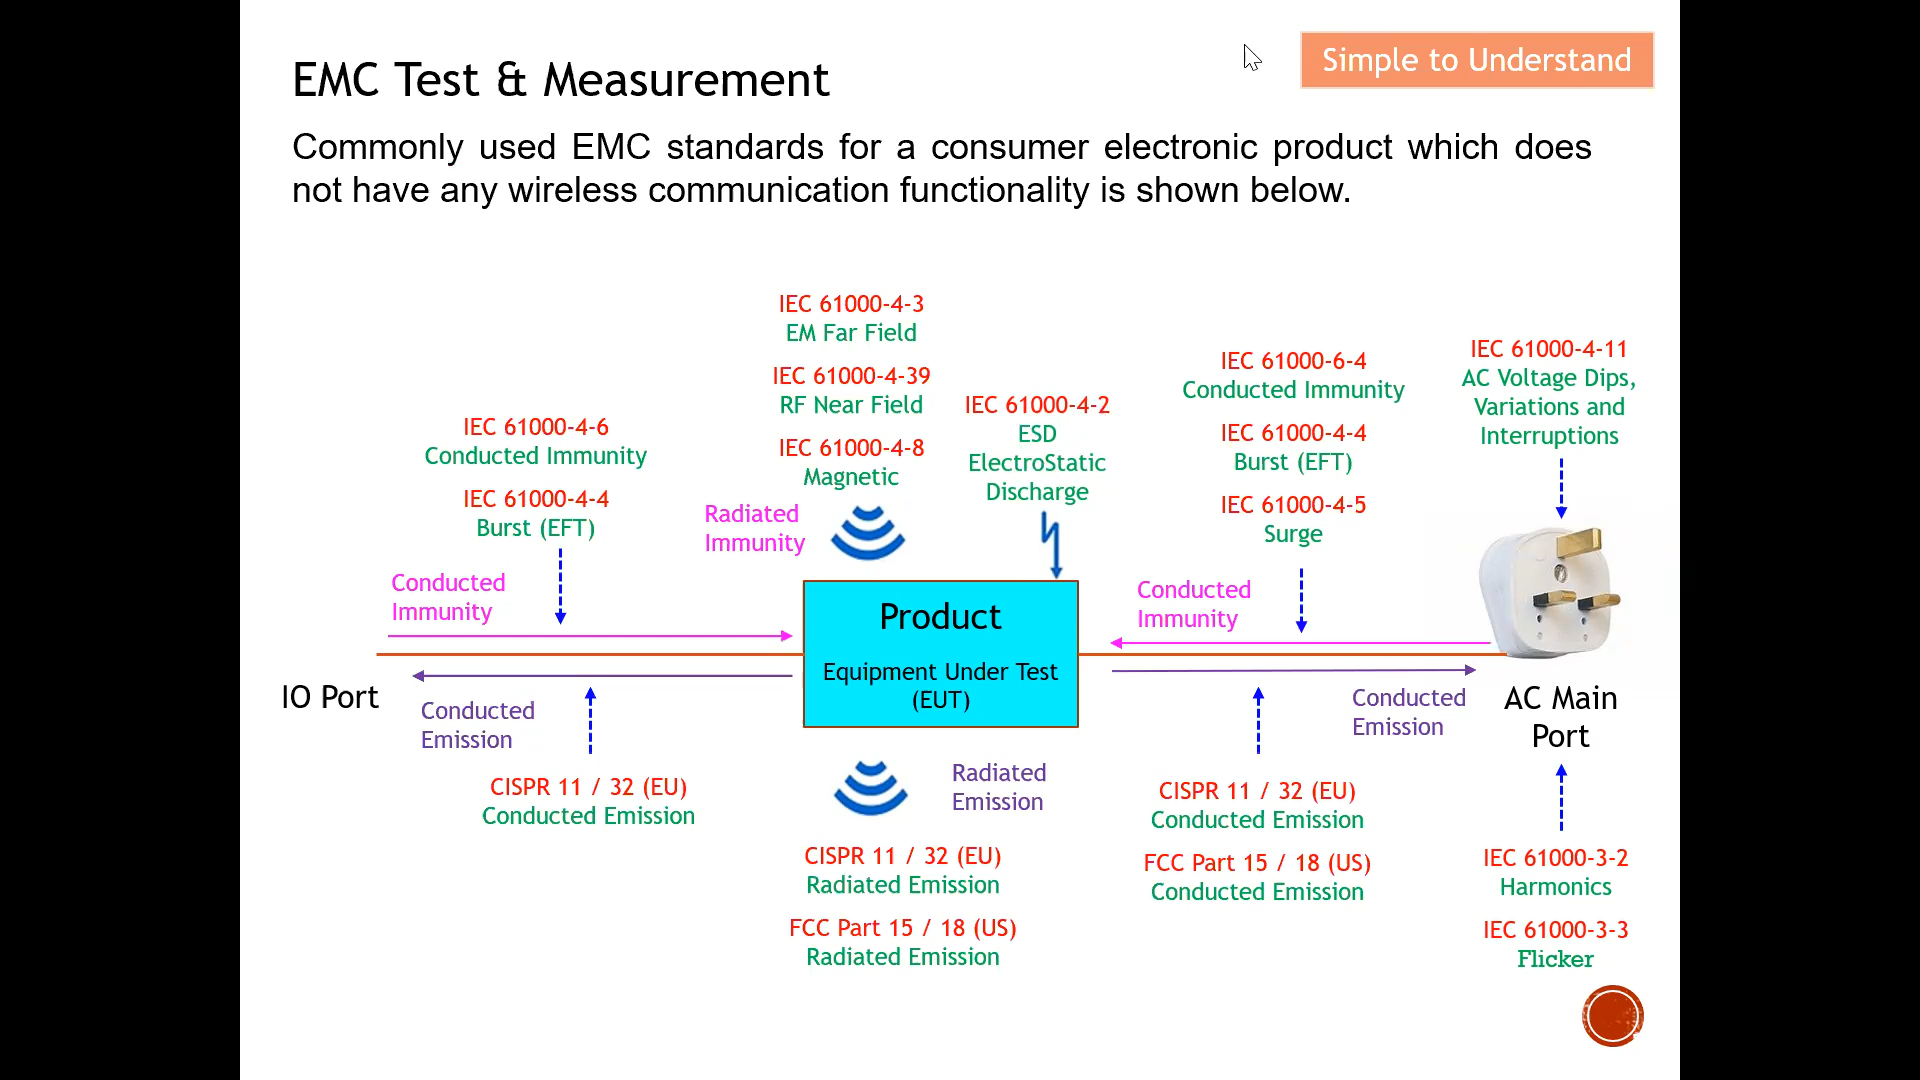 Simple to Understand
EMC Test & Measurement
Commonly used EMC standards for a consumer electronic product which does
not have any wireless communication functionality is shown below.
IEC 61000-4-6
Conducted Immunity
IEC 61000-4-4
Burst (EFT)
Conducted
Immunity
IO Port
Conducted
Emission
CISPR 11 / 32 (EU)
Conducted Emission
IEC 61000-4-3
EM Far Field
IEC 61000-4-39
RF Near Field
IEC 61000-4-8
Magnetic
Radiated
Immunity
IEC 61000-4-2
ESD
ElectroStatic
Discharge
Product
Equipment Under Test
(EUT)
Radiated
Emission
CISPR 11 / 32 (EU)
Radiated Emission
FCC Part 15 / 18 (US)
Radiated Emission
IEC 61000-6-4
Conducted Immunity
IEC 61000-4-4
Burst (EFT)
IEC 61000-4-5
Surge
Conducted
Immunity
Conducted
Emission
CISPR 11 / 32 (EU)
Conducted Emission
FCC Part 15 / 18 (US)
Conducted Emission
IEC 61000-4-11
AC Voltage Dips,
Variations and
Interruptions
AC Main
Port
IEC 61000-3-2
Harmonics
IEC 61000-3-3
Flicker